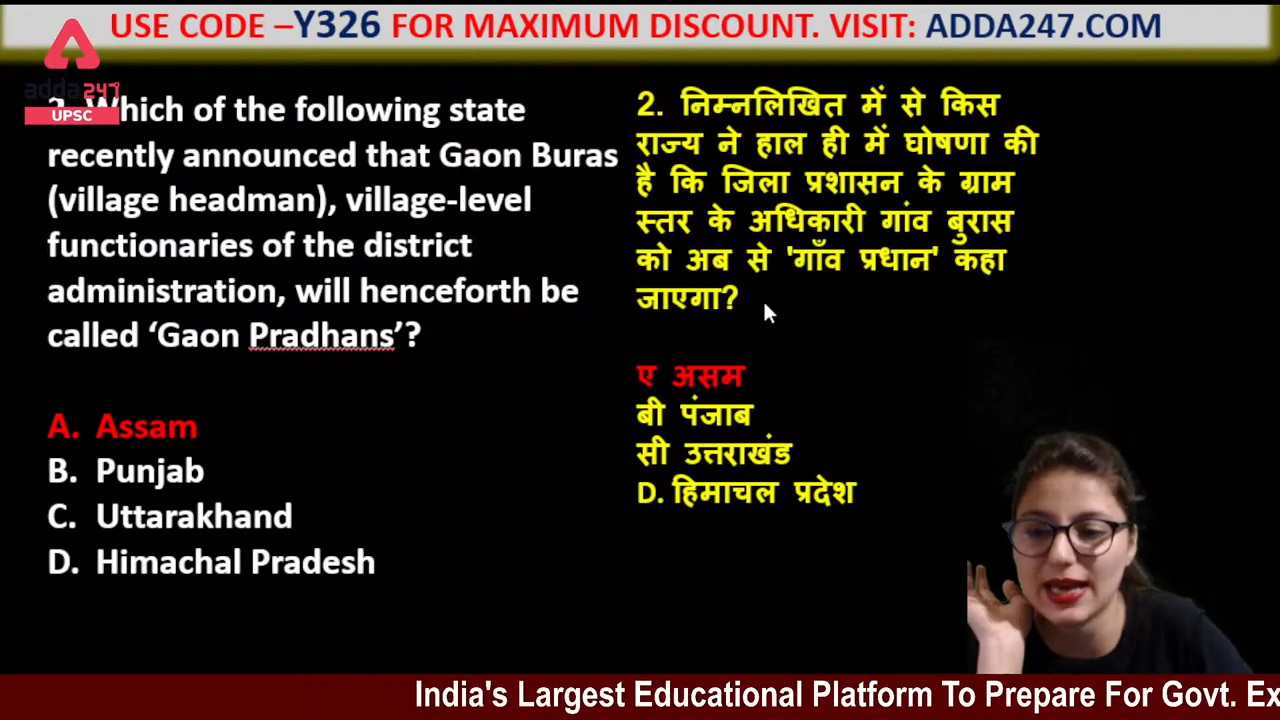 USE CODE –Y326 FOR MAXIMUM DISCOUNT. VISIT: ADDA247.COM
adda 247
UPSC
Which of the following state
recently announced that Gaon Buras
(village headman), village-level
functionaries of the district
administration, will henceforth be
called ‘Gaon Pradhans’?
A. Assam
B. Punjab
C. Uttarakhand
D. Himachal Pradesh
2. निम्नलिखित में से किस
राज्य ने हाल ही में घोषणा की
है कि जिला प्रशासन के ग्राम
स्तर के अधिकारी गांव बुरास
को अब से 'गाँव प्रधान' कहा
जाएगा?
ए असम
बी पंजाब
सी उत्तराखंड
D. हिमाचल प्रदेश
India's Largest Educational Platform To Prepare For Govt. Ex